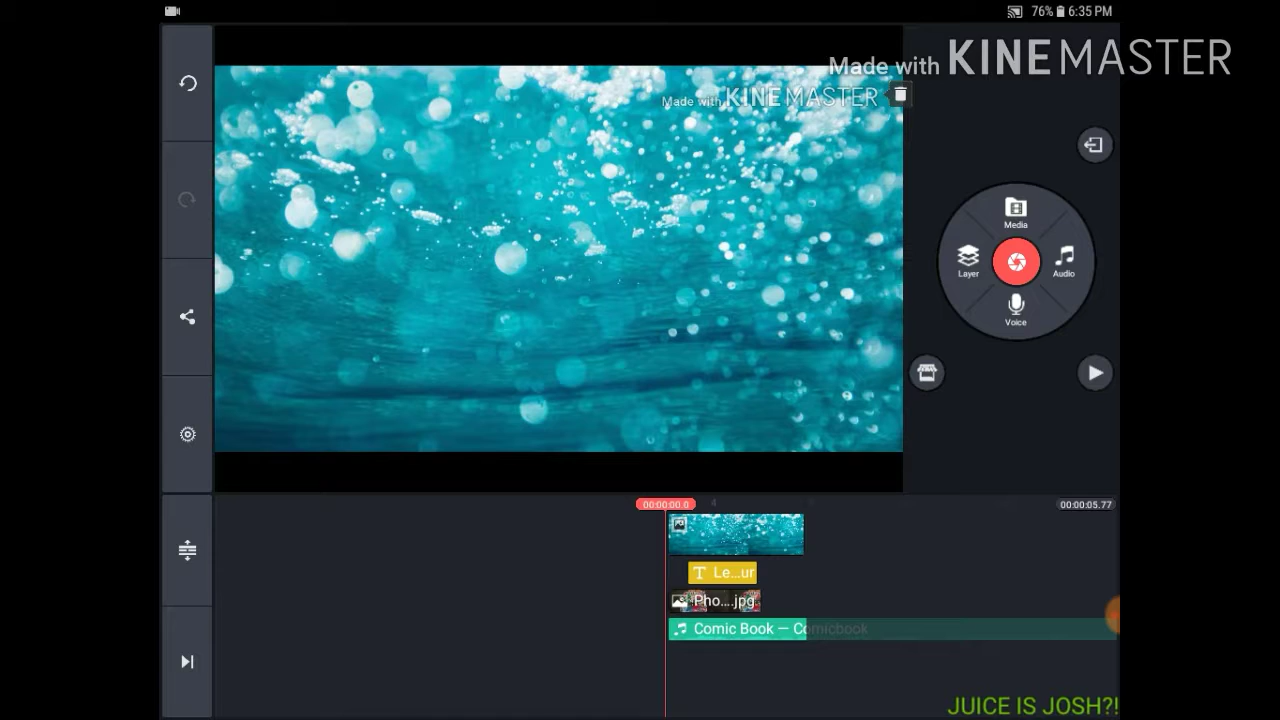 76% 6:35 PM
Made with KINEMASTER
Made with KINEMASTER
Media
Layer
Audio
Voice
00:00:00.0
4
00:00:05.77
T Le...ur
Pho....jpg
Comic Book — Comicbook
JUICE IS JOSH?!